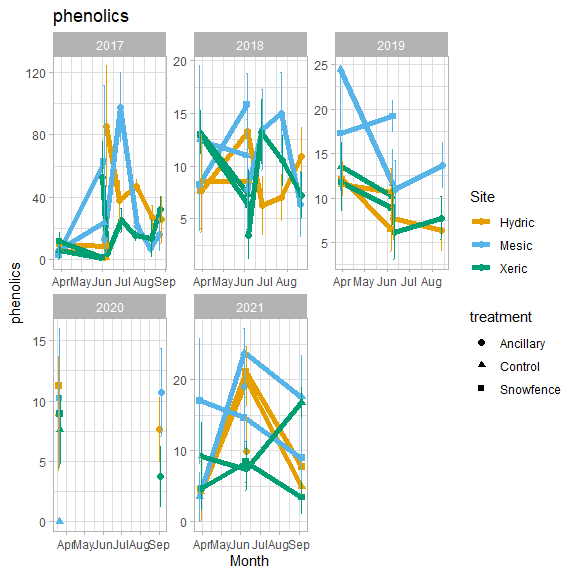 phenolics
2017
2018
2019
120
80
40
0
20
15
10
5
25
20
15
10
5
Apr May Jun Jul Aug Sep
Apr May Jun Jul Aug
Apr May Jun Jul Aug
phenolics
2020
2021
15
10
5
0
20
10
0
Apr May Jun Jul Aug Sep
Apr May Jun Jul Aug Sep
Month
Site
Hydric
Mesic
Xeric
treatment
Ancillary
Control
Snowfence